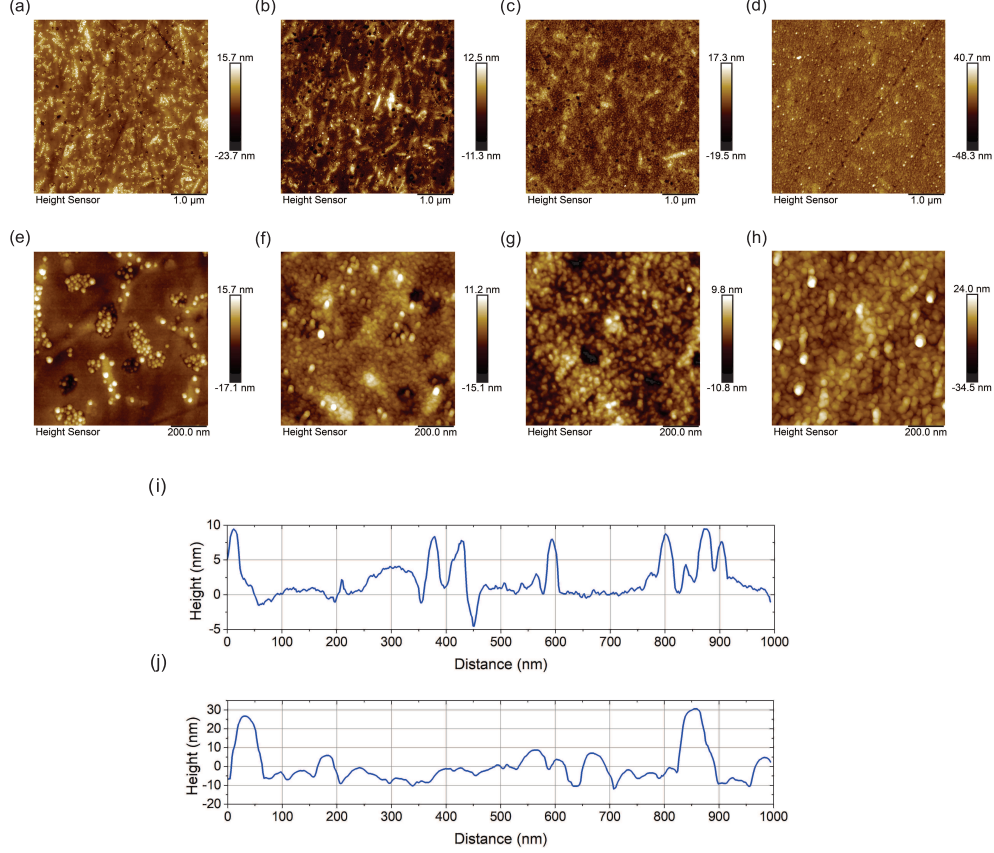 (a) (b) (c) (d)
15.7 nm 12.5 nm 17.3 nm 40.7 nm
-23.7 nm -11.3 nm -19.5 nm -48.3 nm
Height Sensor 1.0 µm Height Sensor 1.0 µm Height Sensor 1.0 µm Height Sensor 1.0 µm
(e) (f) (g) (h)
15.7 nm 11.2 nm 9.8 nm 24.0 nm
-17.1 nm -15.1 nm -10.8 nm -34.5 nm
Height Sensor 200.0 nm Height Sensor 200.0 nm Height Sensor 200.0 nm Height Sensor 200.0 nm
(i)
10
5
0
-5
Height (nm)
0 100 200 300 400 500 600 700 800 900 1000
Distance (nm)
(j)
30
20
10
0
-10
-20
Height (nm)
0 100 200 300 400 500 600 700 800 900 1000
Distance (nm)